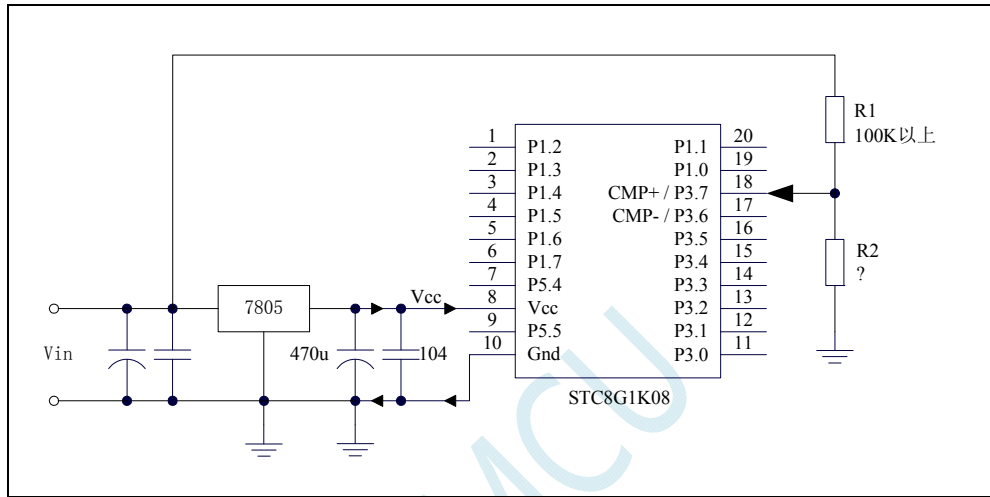 R1
100K以上
1
P1.2
P1.1
20
2
P1.3
P1.0
19
3
P1.4
CMP+ / P3.7
18
4
P1.5
CMP- / P3.6
17
5
P1.6
P3.5
16
6
P1.7
P3.4
15
7
P5.4
P3.3
14
R2
?
Vcc
8
Vcc
P3.2
13
7805
9
P5.5
P3.1
12
Vin
470u
104
10
Gnd
P3.0
11
STC8G1K08
MCU